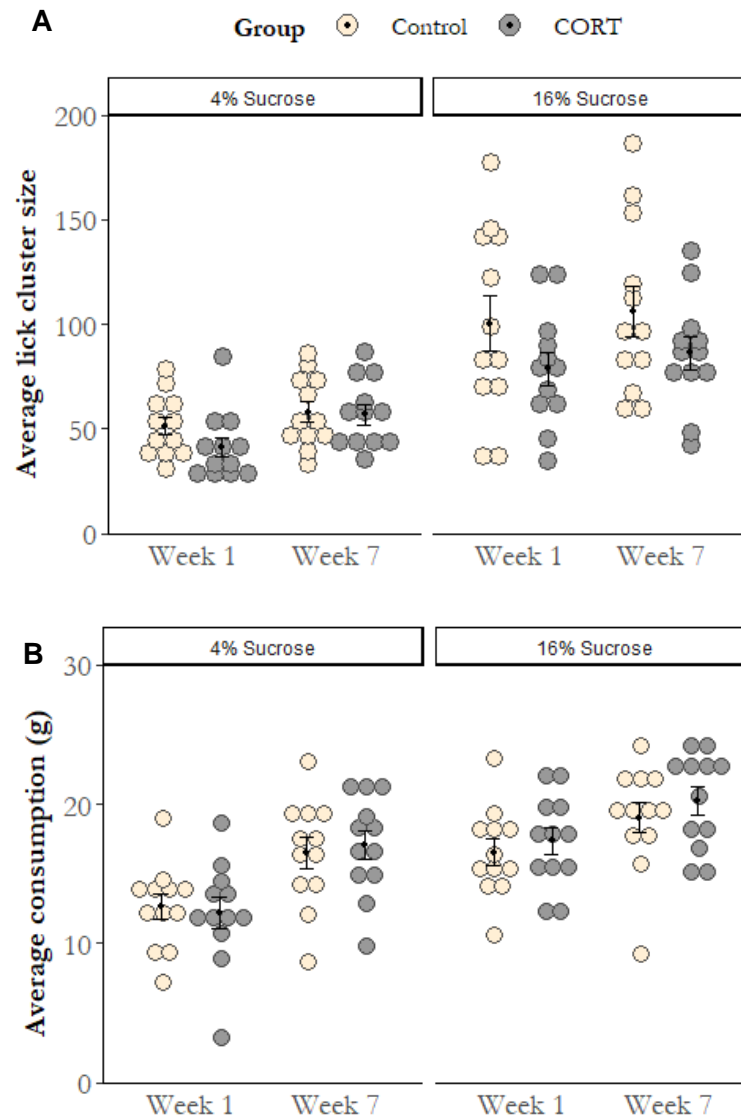 A
Group Control CORT
4% Sucrose 16% Sucrose
Average lick cluster size
200
150
100
50
0
Week 1 Week 7 Week 1 Week 7
B
4% Sucrose 16% Sucrose
Average consumption (g)
30
20
10
0
Week 1 Week 7 Week 1 Week 7